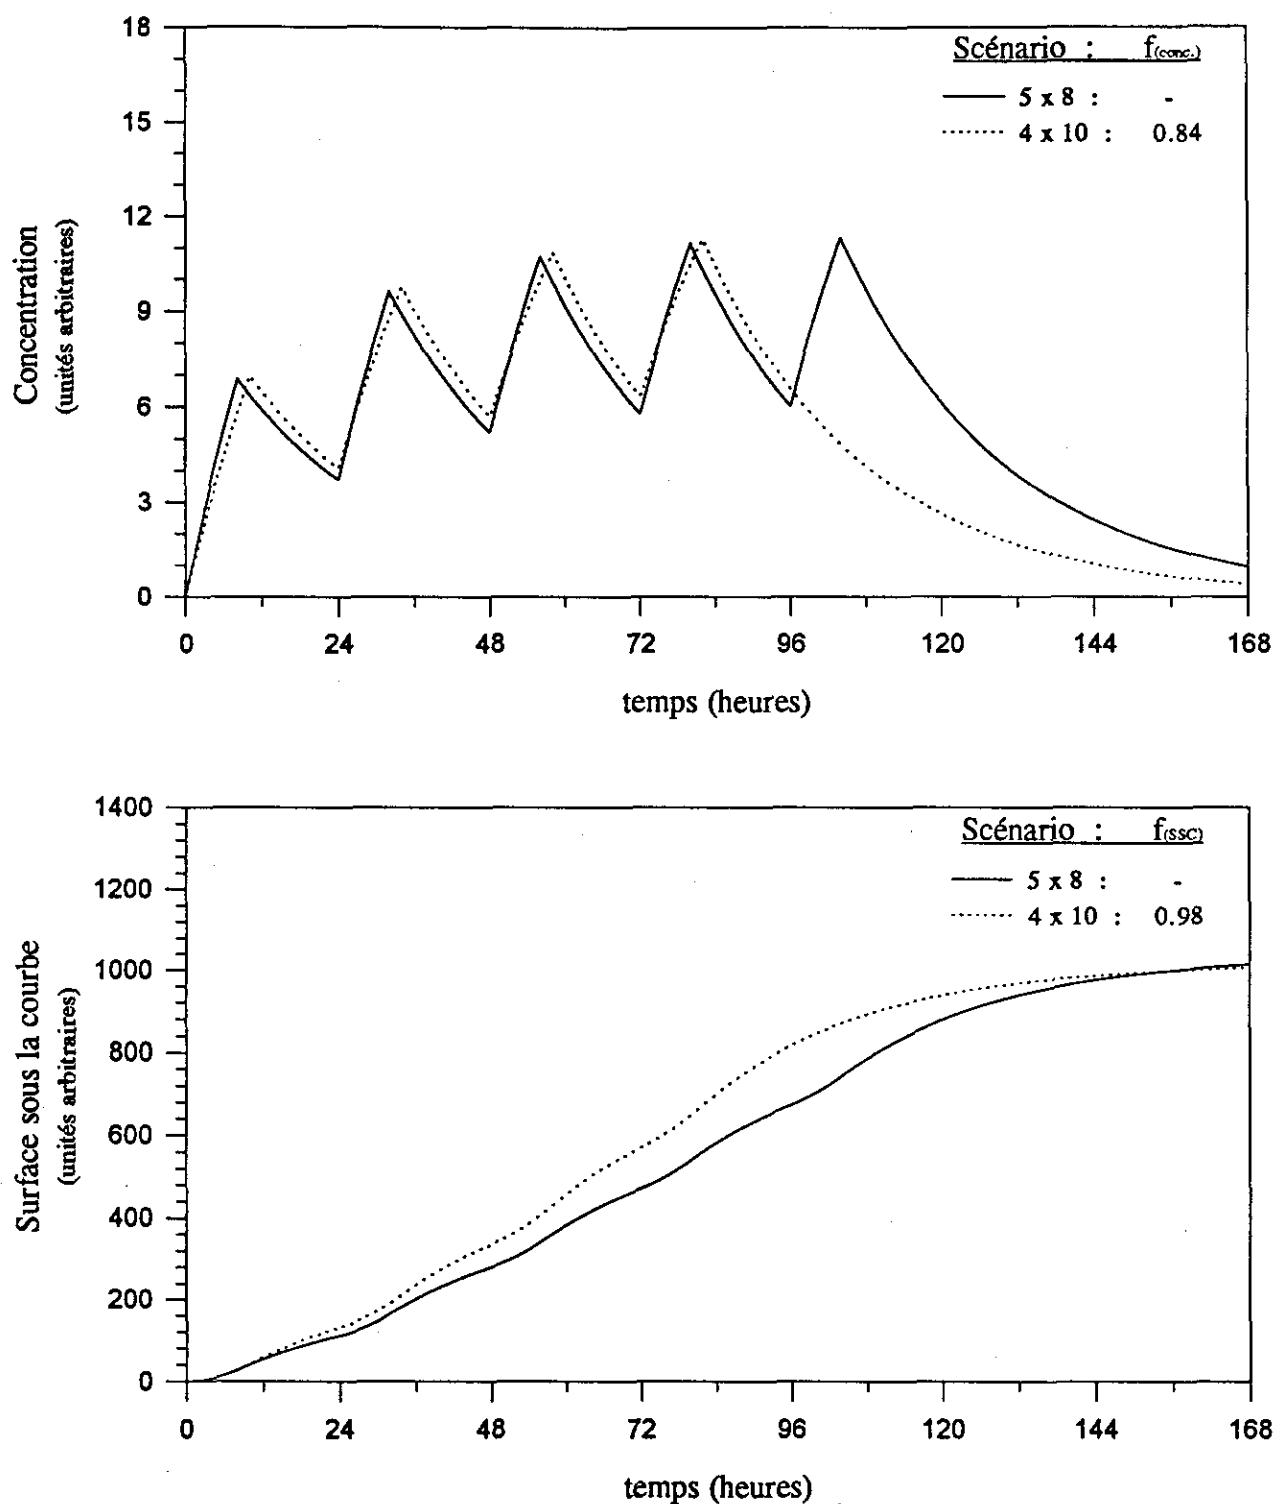 18
15
12
9
6
3
0
Concentration
(unités arbitraires)
Scénario : f(conc.)
5 x 8 : -
4 x 10 : 0.84
0 24 48 72 96 120 144 168
temps (heures)
1400
1200
1000
800
600
400
200
0
Surface sous la courbe
(unités arbitraires)
Scénario : f(SSC)
5 x 8 : -
4 x 10 : 0.98
0 24 48 72 96 120 144 168
temps (heures)